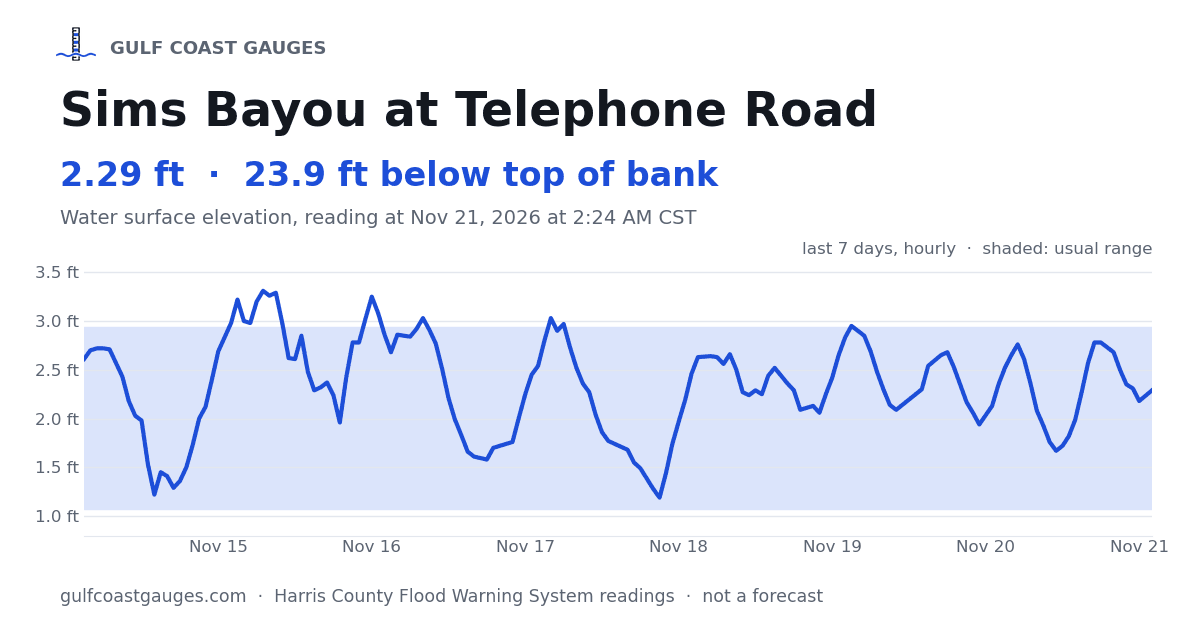 GULF COAST GAUGES
Sims Bayou at Telephone Road
2.29 ft · 23.9 ft below top of bank
Water surface elevation, reading at Nov 21, 2026 at 2:24 AM CST
last 7 days, hourly · shaded: usual range
3.5 ft
3.0 ft
2.5 ft
2.0 ft
1.5 ft
1.0 ft
Nov 15 Nov 16 Nov 17 Nov 18 Nov 19 Nov 20 Nov 21
gulfcoastgauges.com · Harris County Flood Warning System readings · not a forecast